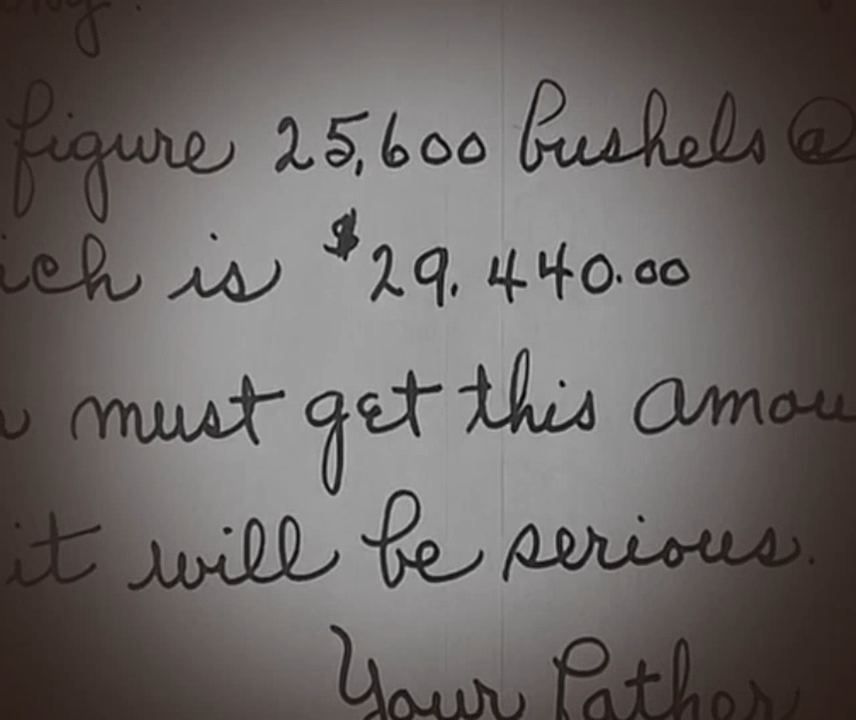 figure 25,600 bushels @
ich is $29.440.00
must get this amou
it will be serious.
Your Father